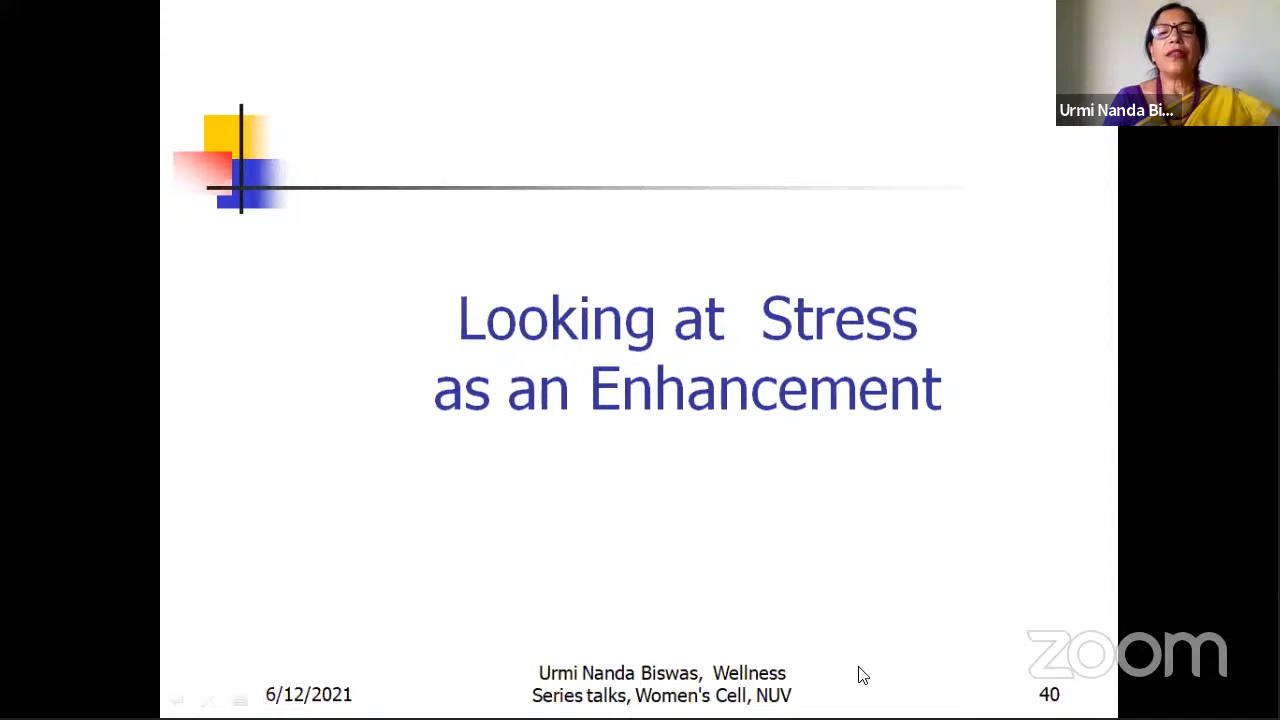 Urmi Nanda Bi...
Looking at Stress
as an Enhancement
6/12/2021
Urmi Nanda Biswas, Wellness
Series talks, Women's Cell, NUV
40
zoom